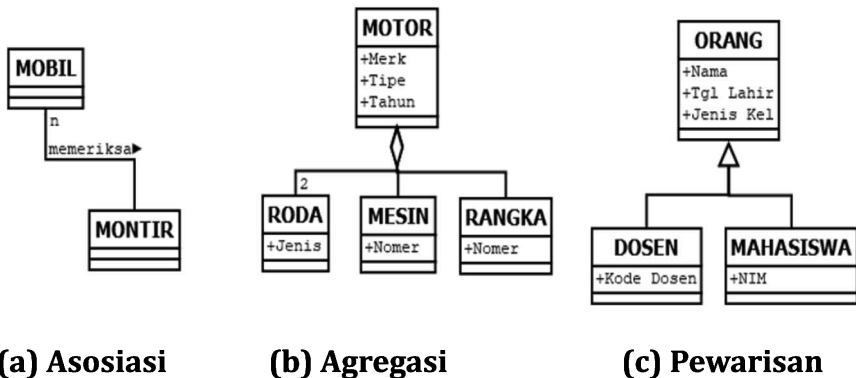 MOBIL
n
memeriksa▶
MONTIR
(a) Asosiasi
MOTOR
+Merk
+Tipe
+Tahun
2
RODA
+Jenis
MESIN
+Nomer
RANGKA
+Nomer
(b) Agregasi
ORANG
+Nama
+Tgl Lahir
+Jenis Kel
DOSEN
+Kode Dosen
MAHASISWA
+NIM
(c) Pewarisan